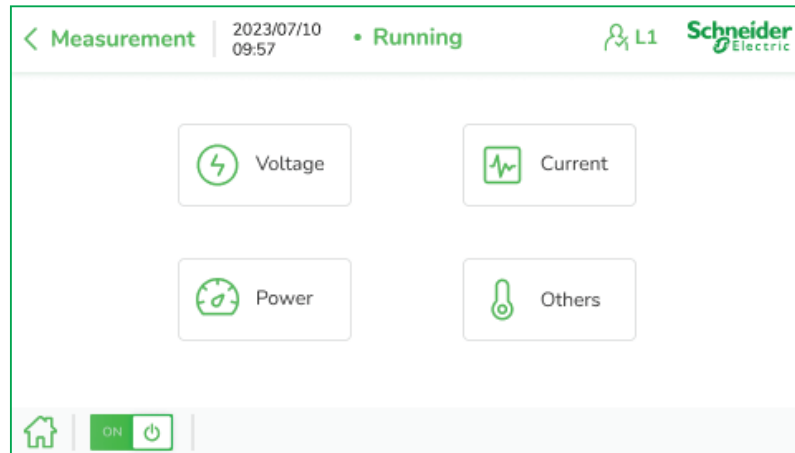 Measurement
2023/07/10
09:57
• Running
L1
Schneider
Electric
Voltage
Current
Power
Others
ON